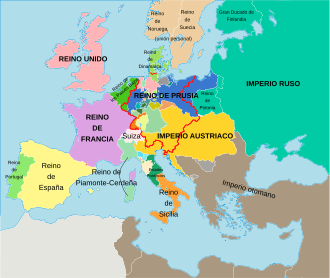 Reino
de
Noruega
Reino
de
Suecia
(unión personal)
Gran Ducado de
Finlandia
Reino
de
Dinamarca
REINO UNIDO
IMPERIO RUSO
REINO DE PRUSIA
Reino
de
Polonia
REINO
DE
FRANCIA
Suiza
IMPERIO AUSTRIACO
Reino
de
Portugal
Reino
de
España
Reino de
Piamonte-Cerdeña
Imperio otomano
Reino
de
Sicilia